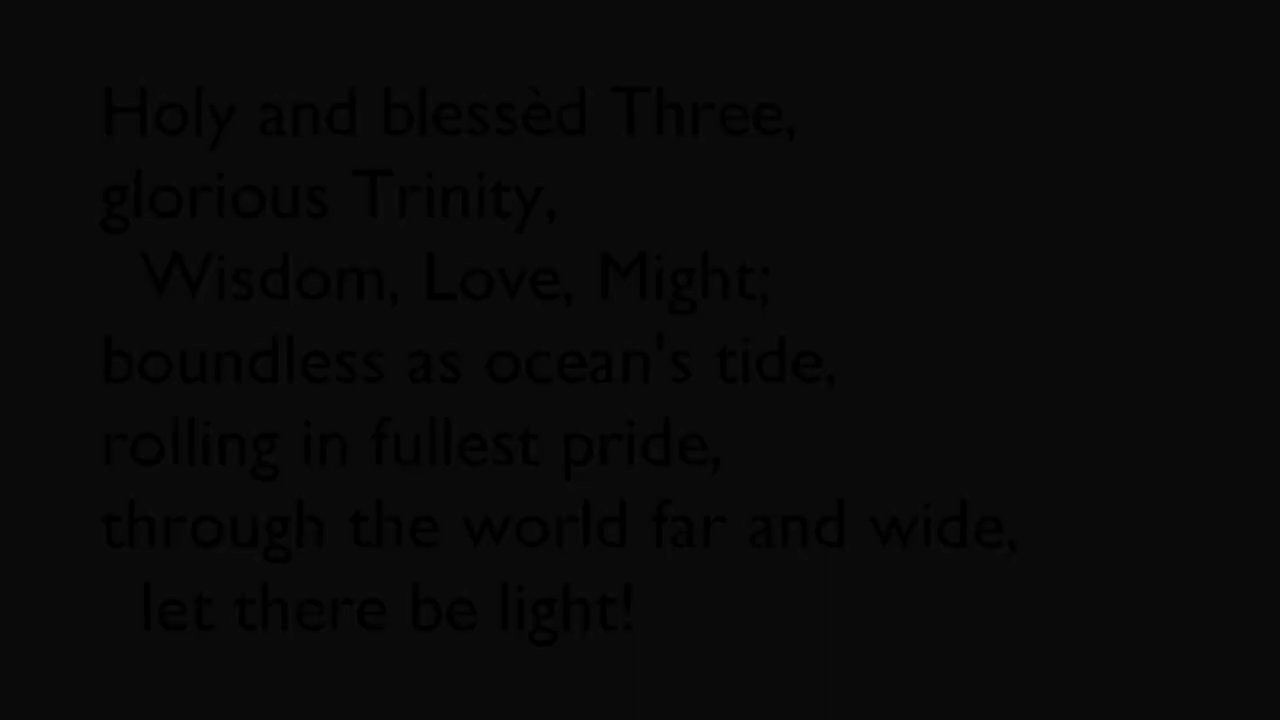 Holy and blessèd Three,
glorious Trinity,
Wisdom, Love, Might;
boundless as ocean's tide,
rolling in fullest pride,
through the world far and wide,
let there be light!